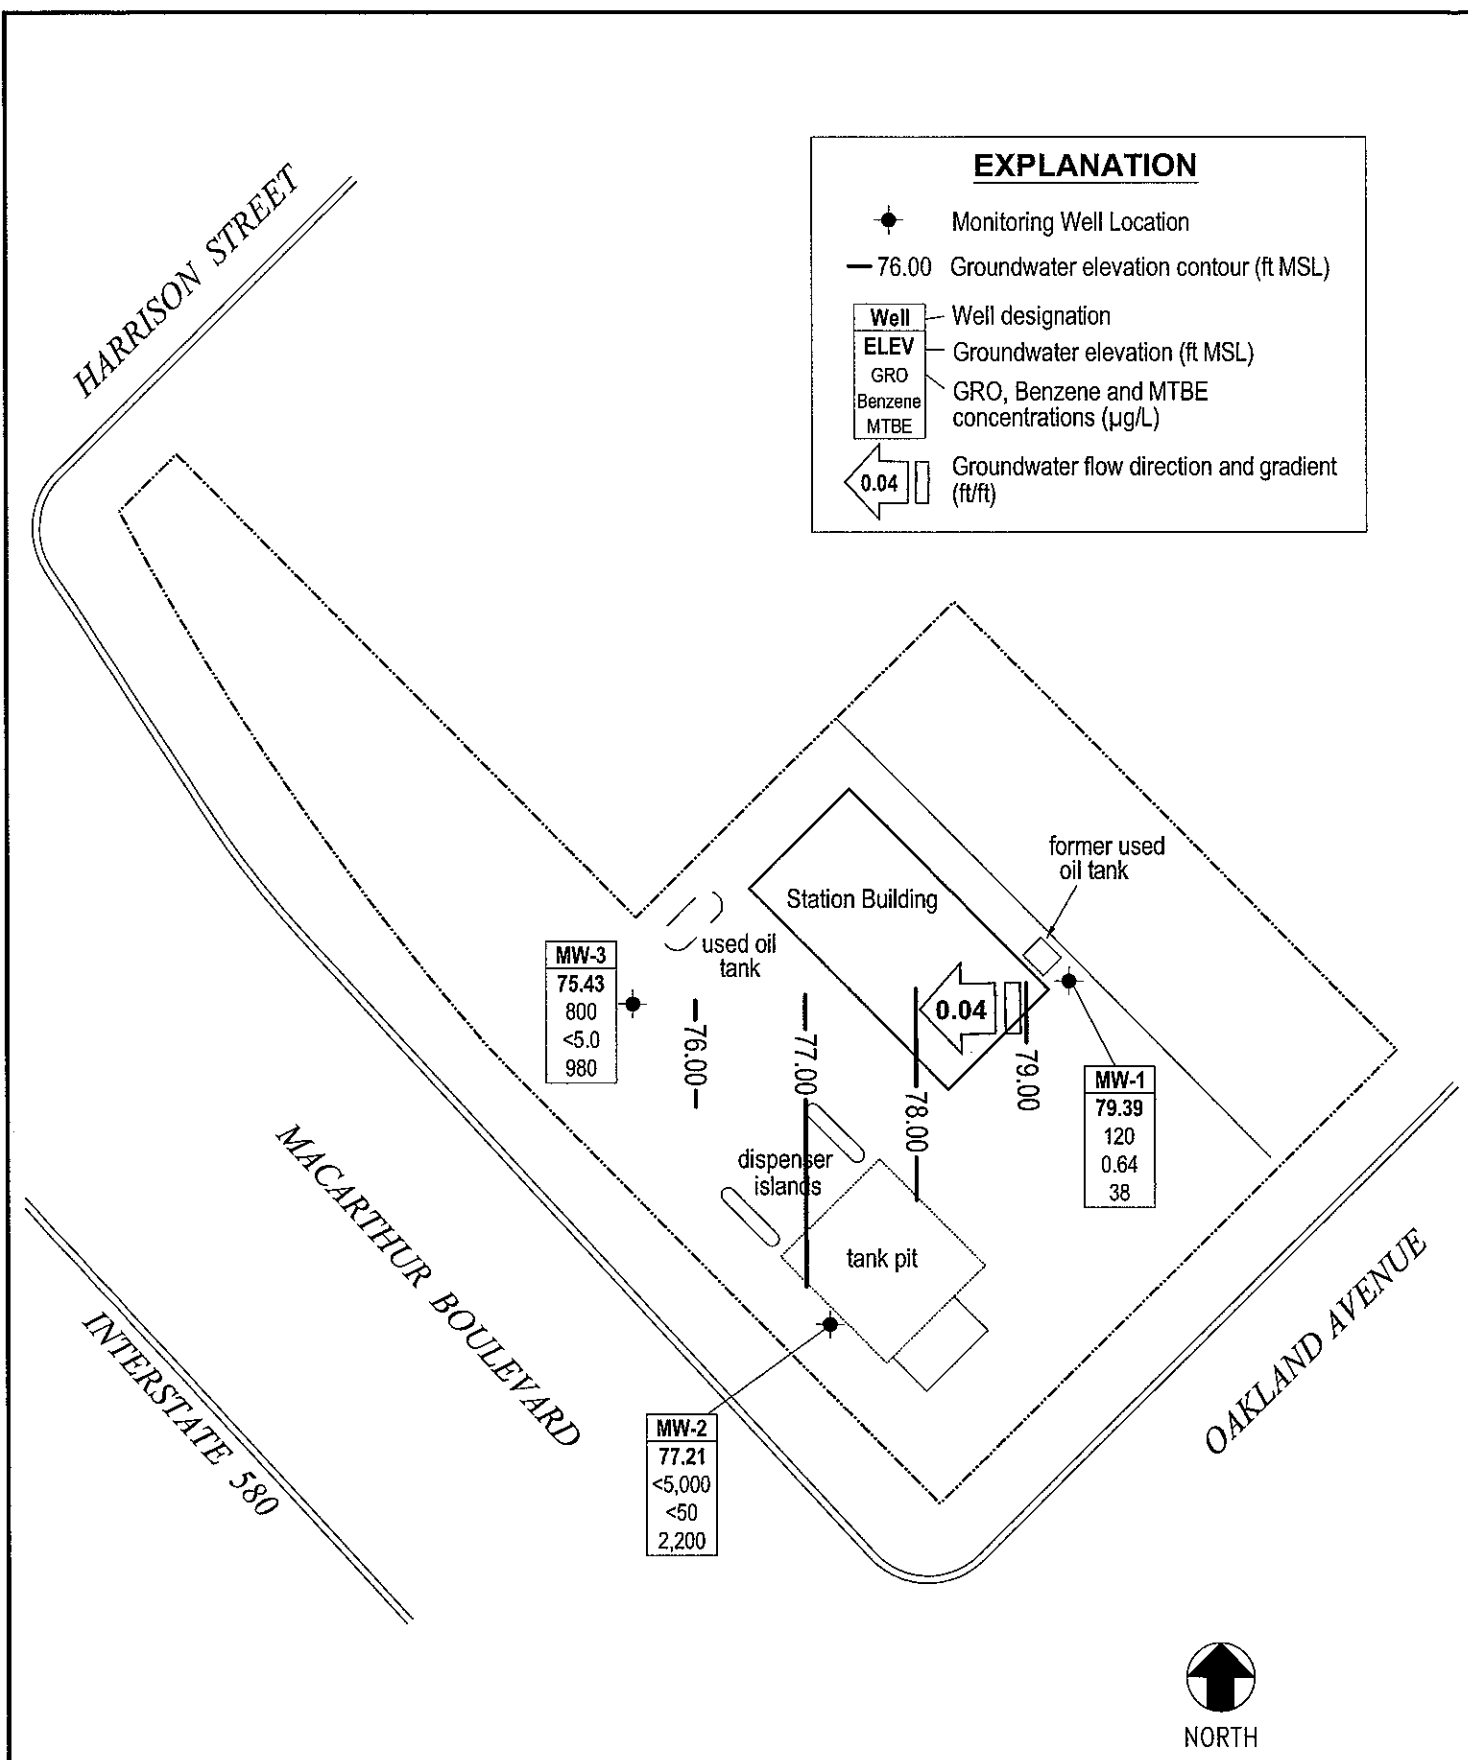 EXPLANATION
Monitoring Well Location
76.00 Groundwater elevation contour (ft MSL)
Well Well designation
ELEV Groundwater elevation (ft MSL)
GRO
Benzene
MTBE
GRO, Benzene and MTBE
concentrations (µg/L)
0.04 Groundwater flow direction and gradient
(ft/ft)
HARRISON STREET
former used
oil tank
Station Building
used oil
tank
MW-3
75.43
800
<5.0
980
0.04
76.00
77.00
78.00
79.00
MW-1
79.39
120
0.64
38
dispenser
islands
tank pit
MACARTHUR BOULEVARD
INTERSTATE 580
OAKLAND AVENUE
MW-2
77.21
<5,000
<50
2,200
NORTH